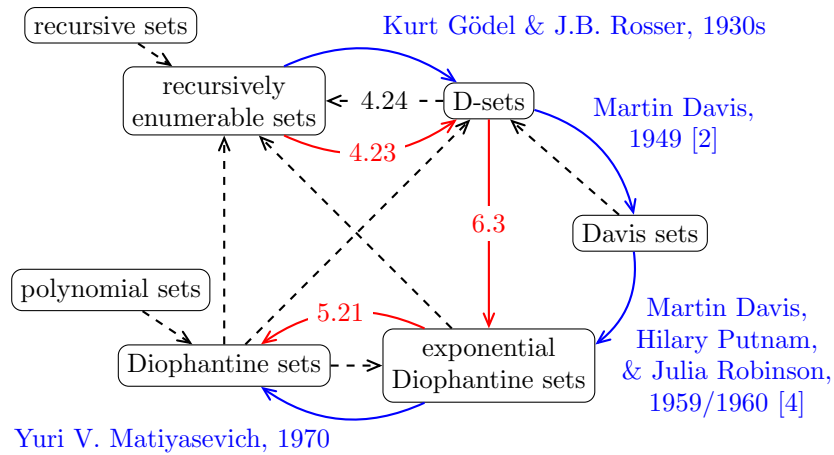 recursive sets
Kurt Gödel & J.B. Rosser, 1930s
recursively
enumerable sets
4.24
D-sets
Martin Davis,
1949 [2]
4.23
6.3
Davis sets
polynomial sets
5.21
Martin Davis,
Hilary Putnam,
& Julia Robinson,
1959/1960 [4]
Diophantine sets
exponential
Diophantine sets
Yuri V. Matiyasevich, 1970